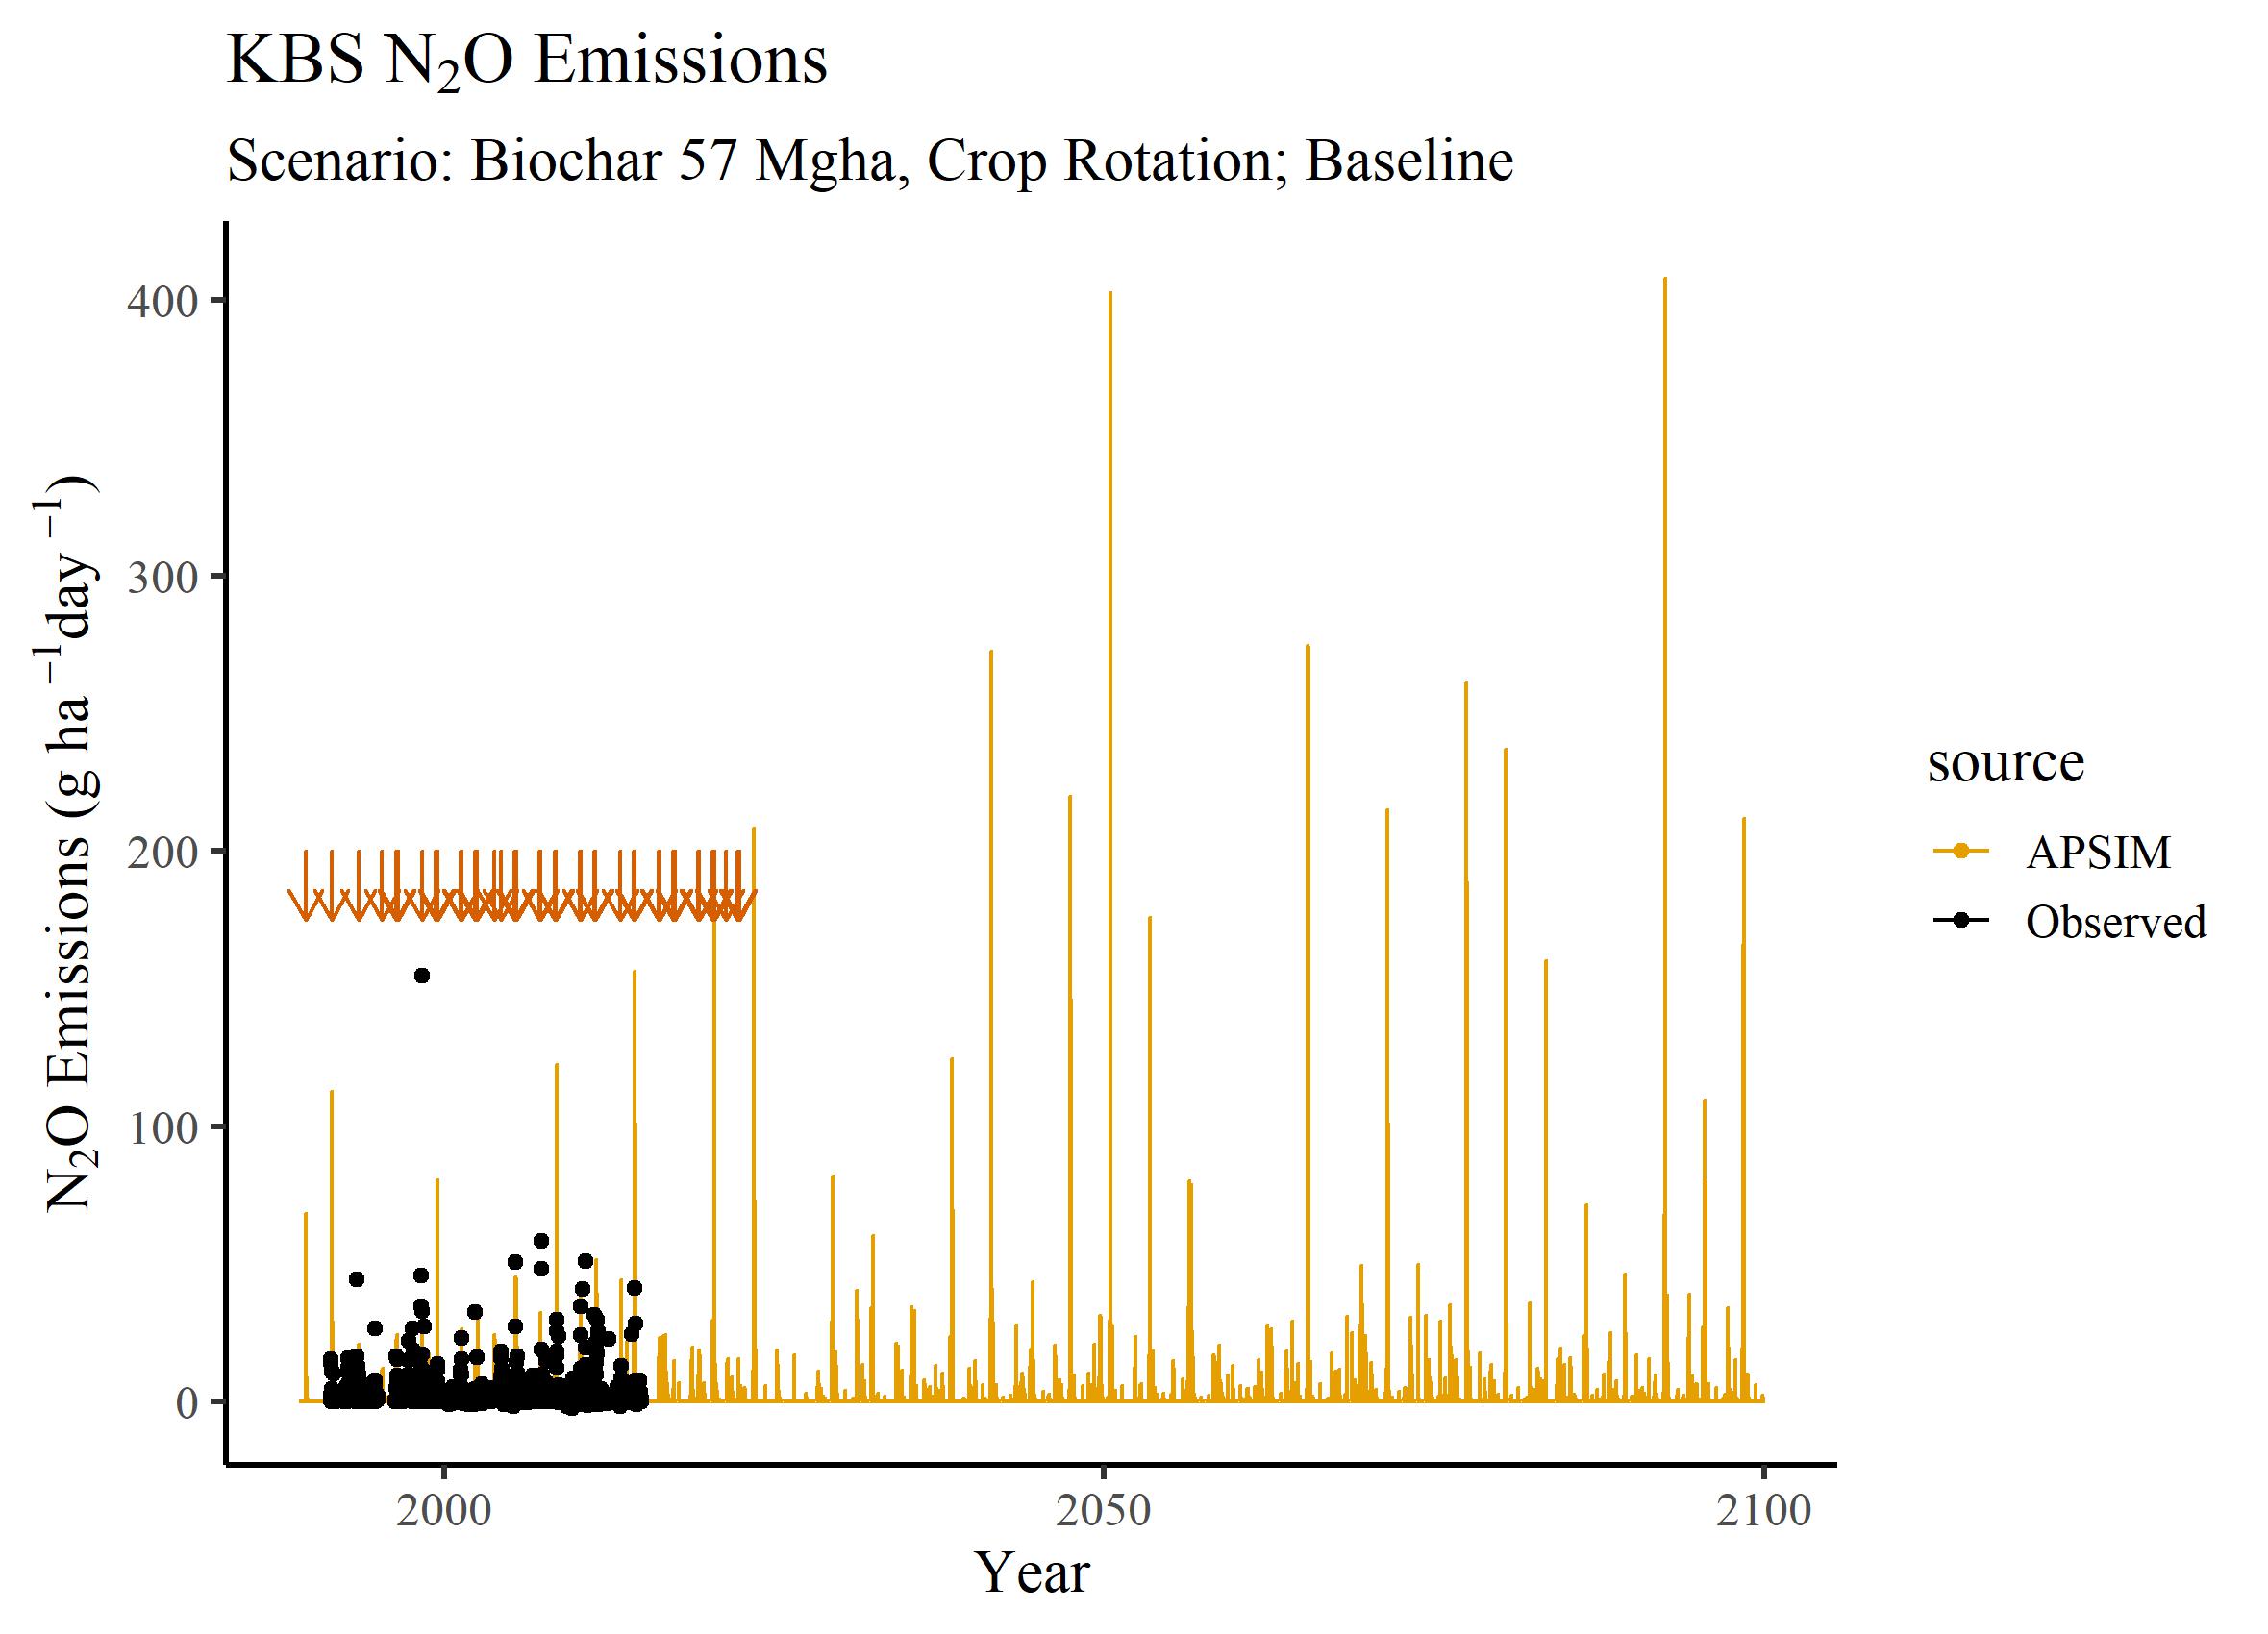 KBS N₂O Emissions
Scenario: Biochar 57 Mgha, Crop Rotation; Baseline
N₂O Emissions (g ha ⁻¹day ⁻¹)
400
300
200
100
0
2000
2050
2100
Year
source
APSIM
Observed